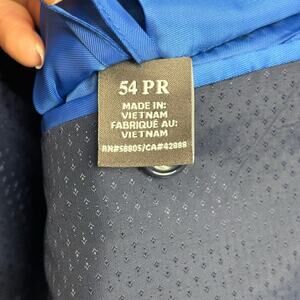 54 PR
MADE IN:
VIETNAM
FABRIQUÉ AU:
VIETNAM
RN#58805/CA#42888